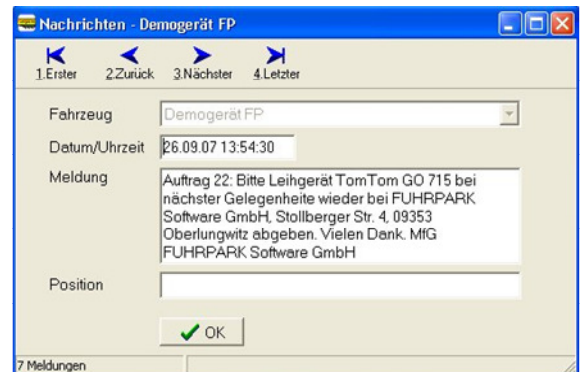 Nachrichten - Demogerät FP
1.Erster 2.Zurück 3.Nächster 4.Letzter
Fahrzeug Demogerät FP
Datum/Uhrzeit 26.09.07 13:54:30
Meldung Auftrag 22: Bitte Leihgerät TomTom GO 715 bei
nächster Gelegenheite wieder bei FUHRPARK
Software GmbH, Stollberger Str. 4, 09353
Oberlungwitz abgeben. Vielen Dank. MfG
FUHRPARK Software GmbH
Position
OK
7 Meldungen